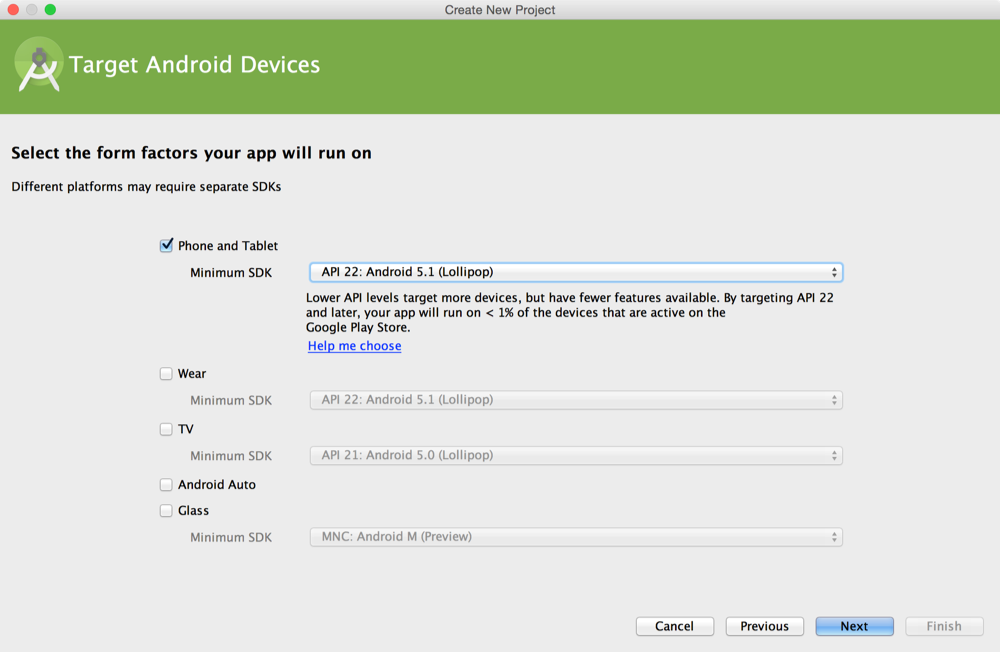 Create New Project
Target Android Devices
Select the form factors your app will run on
Different platforms may require separate SDKs
Phone and Tablet
Minimum SDK API 22: Android 5.1 (Lollipop)
Lower API levels target more devices, but have fewer features available. By targeting API 22
and later, your app will run on < 1% of the devices that are active on the
Google Play Store.
Help me choose
Wear
Minimum SDK API 22: Android 5.1 (Lollipop)
TV
Minimum SDK API 21: Android 5.0 (Lollipop)
Android Auto
Glass
Minimum SDK MNC: Android M (Preview)
Cancel Previous Next Finish